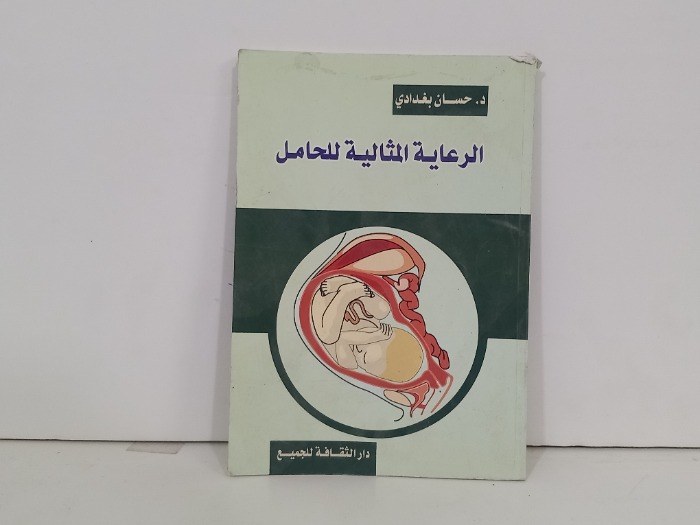 د. حسان بغدادي
الرعاية المثالية للحامل
دار الثقافة للجميع